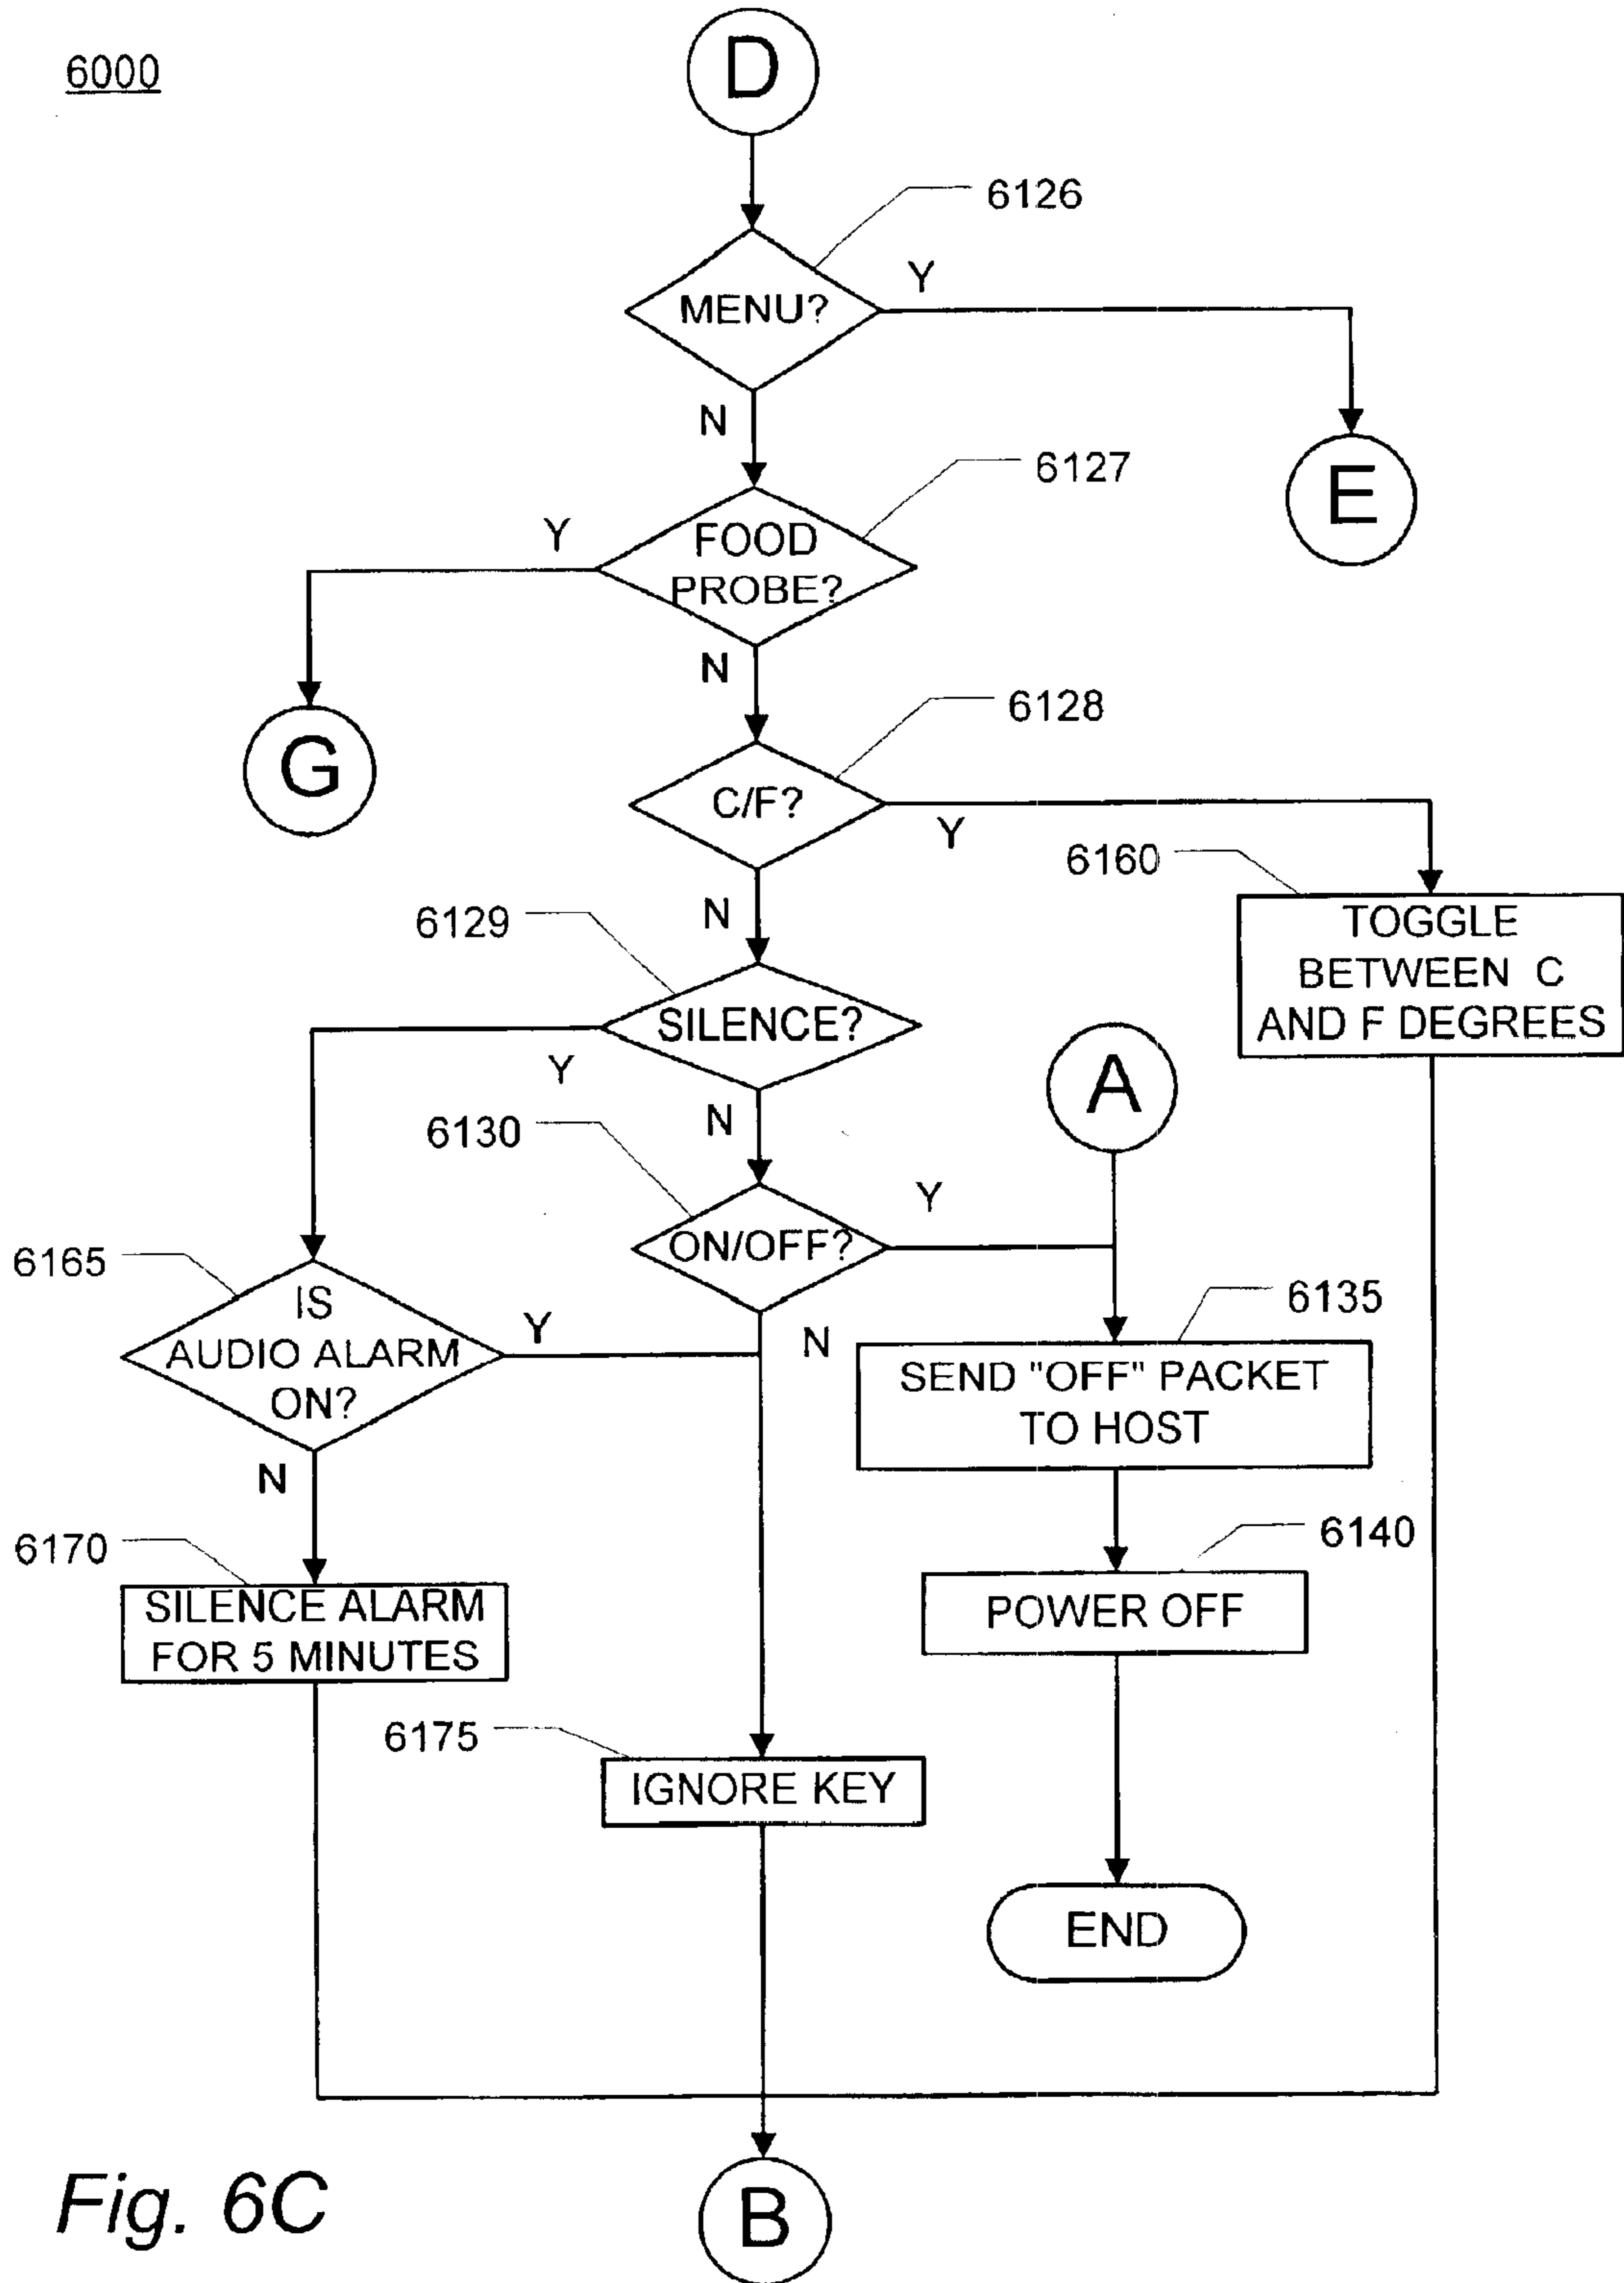 6000
D
6126
MENU?
Y
N
E
6127
FOOD
PROBE?
Y
N
G
6128
C/F?
Y
N
6160
TOGGLE
BETWEEN C
AND F DEGREES
6129
SILENCE?
Y
N
A
6130
ON/OFF?
Y
N
6165
IS
AUDIO ALARM
ON?
Y
N
6135
SEND "OFF" PACKET
TO HOST
6140
POWER OFF
6170
SILENCE ALARM
FOR 5 MINUTES
6175
IGNORE KEY
END
B
Fig. 6C